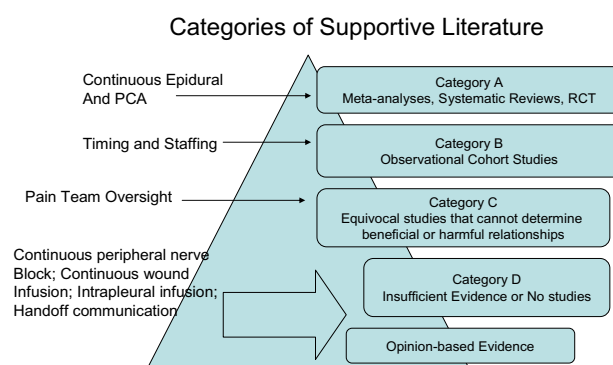 Categories of Supportive Literature
Continuous Epidural
And PCA
Category A
Meta-analyses, Systematic Reviews, RCT
Timing and Staffing
Category B
Observational Cohort Studies
Pain Team Oversight
Category C
Equivocal studies that cannot determine
beneficial or harmful relationships
Continuous peripheral nerve
Block; Continuous wound
Infusion; Intrapleural infusion;
Handoff communication
Category D
Insufficient Evidence or No studies
Opinion-based Evidence